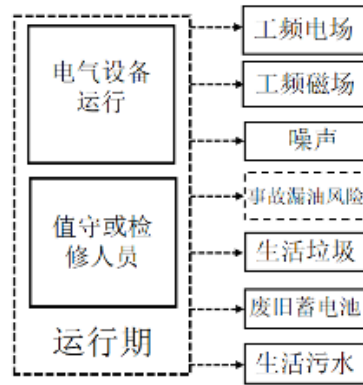 电气设备
运行
值守或检
修人员
运行期
工频电场
工频磁场
噪声
事故漏油风险
生活垃圾
废旧蓄电池
生活污水